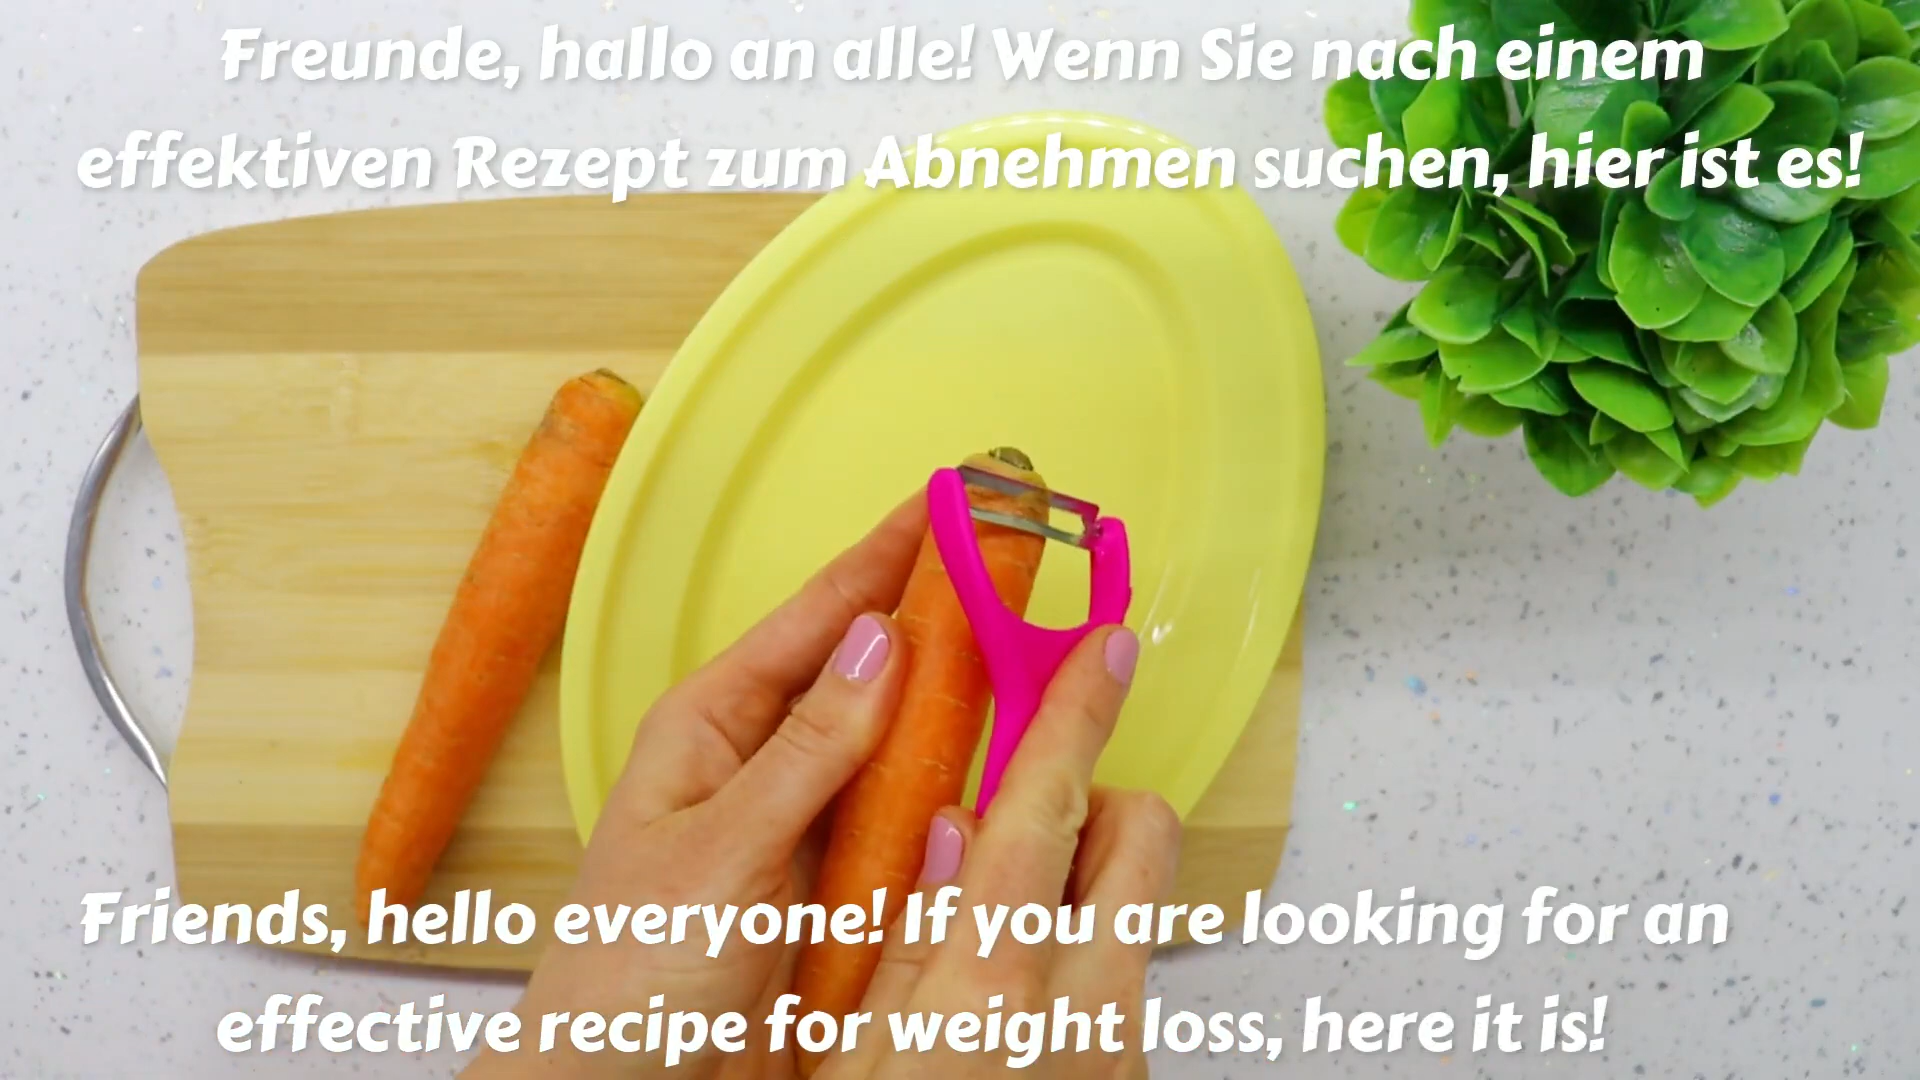 Freunde, hallo an alle! Wenn Sie nach einem
effektiven Rezept zum Abnehmen suchen, hier ist es!
Friends, hello everyone! If you are looking for an
effective recipe for weight loss, here it is!